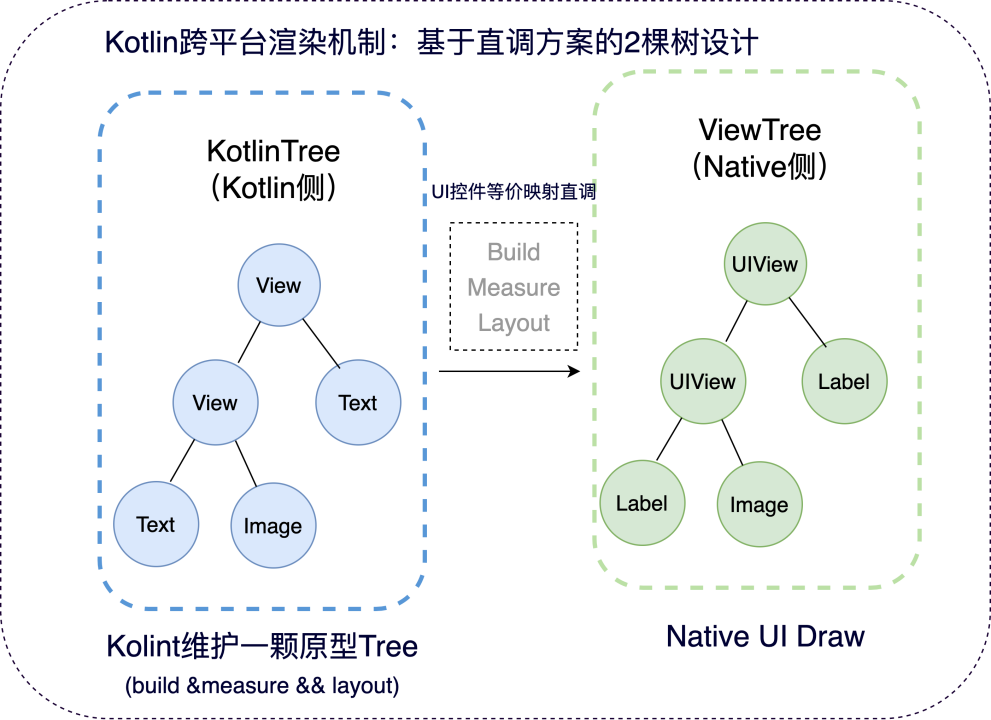 Kotlin跨平台渲染机制：基于直调方案的2棵树设计
KotlinTree
（Kotlin侧）
View
View
Text
Text
Image
Kolint维护一颗原型Tree
(build &measure && layout)
UI控件等价映射直调
Build
Measure
Layout
ViewTree
（Native侧）
UIView
UIView
Label
Label
Image
Native UI Draw